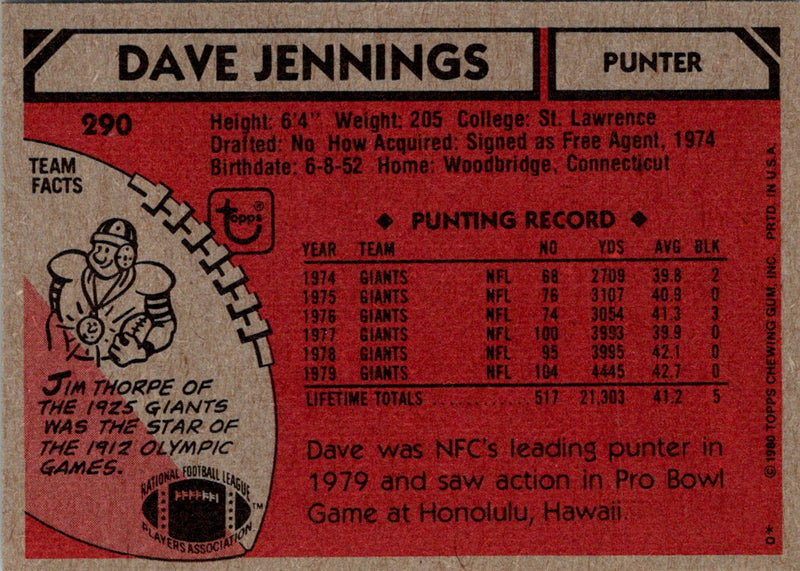 DAVE JENNINGS
PUNTER
290
Height: 6'4" Weight: 205 College: St. Lawrence
Drafted: No How Acquired: Signed as Free Agent, 1974
Birthdate: 6-8-52 Home: Woodbridge, Connecticut
TEAM
FACTS
topps®
JIM THORPE OF
THE 1925 GIANTS
WAS THE STAR OF
THE 1912 OLYMPIC
GAMES.
NATIONAL FOOTBALL LEAGUE
PLAYERS ASSOCIATION
TM
◆ PUNTING RECORD ◆
YEAR TEAM NO YDS AVG BLK
1974 GIANTS NFL 68 2709 39.8 2
1975 GIANTS NFL 76 3107 40.9 0
1976 GIANTS NFL 74 3054 41.3 3
1977 GIANTS NFL 100 3993 39.9 0
1978 GIANTS NFL 95 3995 42.1 0
1979 GIANTS NFL 104 4445 42.7 0
LIFETIME TOTALS 517 21,303 41.2 5
Dave was NFC's leading punter in
1979 and saw action in Pro Bowl
Game at Honolulu, Hawaii.
0* © 1980 TOPPS CHEWING GUM, INC. PRTD. IN U.S.A.